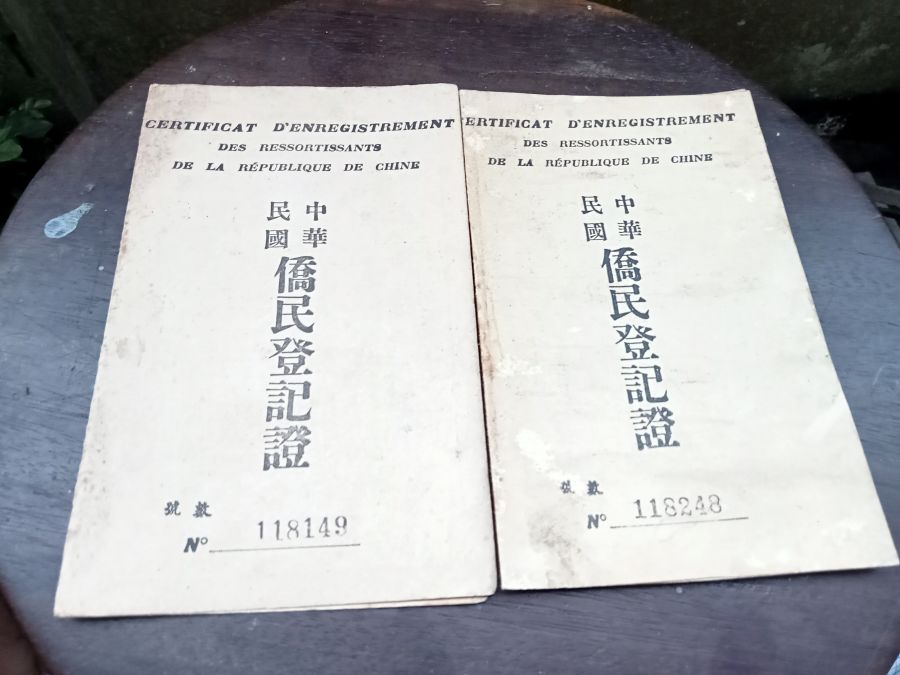 CERTIFICAT D'ENREGISTREMENT
DES RESSORTISSANTS
DE LA RÉPUBLIQUE DE CHINE
中華
民國
僑民登記證
數號
N° 118149
ERTIFICAT D'ENREGISTREMENT
DES RESSORTISSANTS
DE LA RÉPUBLIQUE DE CHINE
中華
民國
僑民登記證
數號
N° 118248